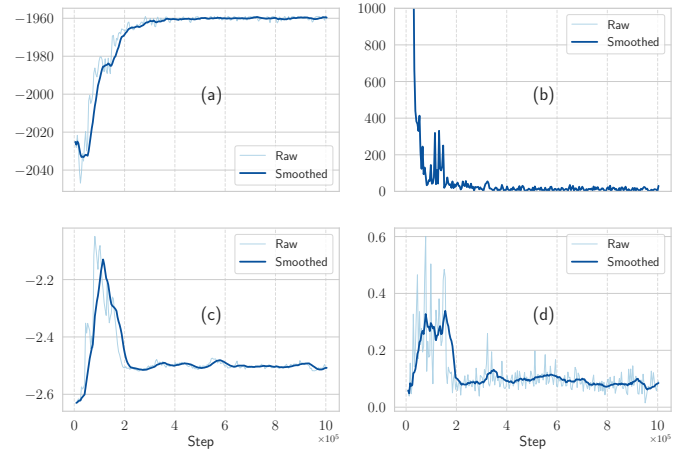 −1960
−1980
−2000
−2020
−2040
(a)
Raw
Smoothed
1000
800
600
400
200
0
(b)
Raw
Smoothed
−2.2
−2.4
−2.6
(c)
Raw
Smoothed
0 2 4 6 8 10
Step
×10⁵
0.6
0.4
0.2
0.0
(d)
Raw
Smoothed
0 2 4 6 8 10
Step
×10⁵